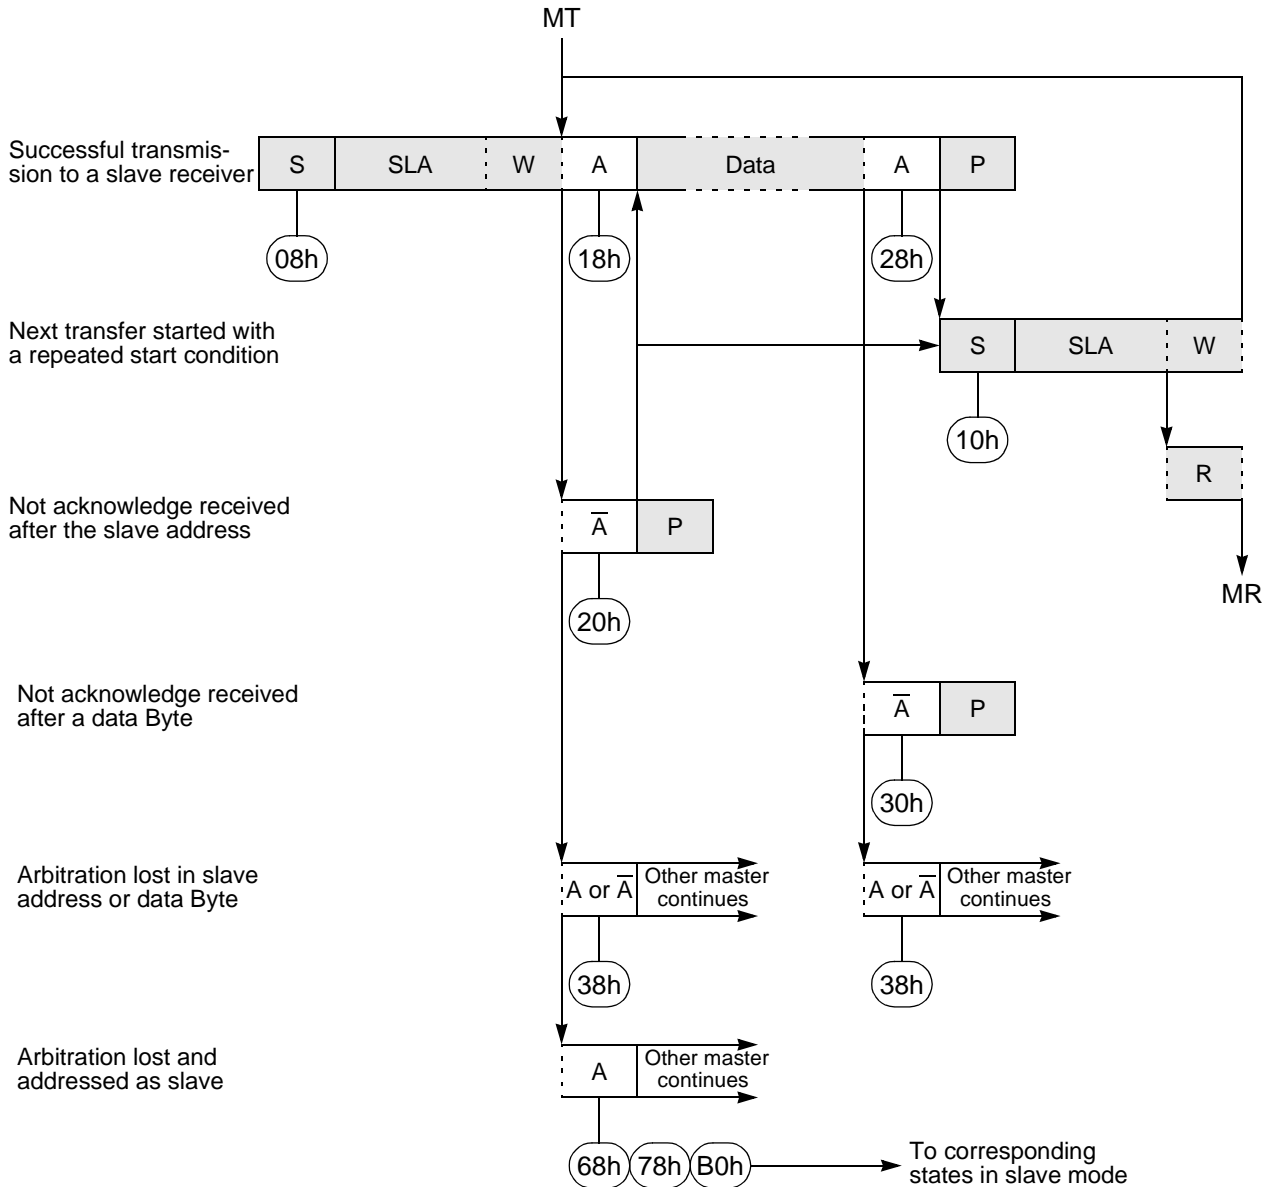 MT
Successful transmis-
sion to a slave receiver
S
SLA
W
A
Data
A
P
08h
18h
28h
Next transfer started with
a repeated start condition
S
SLA
W
10h
R
MR
Not acknowledge received
after the slave address
A̅
P
20h
Not acknowledge received
after a data Byte
A̅
P
30h
Arbitration lost in slave
address or data Byte
A or A̅
Other master
continues
A or A̅
Other master
continues
38h
38h
Arbitration lost and
addressed as slave
A
Other master
continues
68h
78h
B0h
To corresponding
states in slave mode